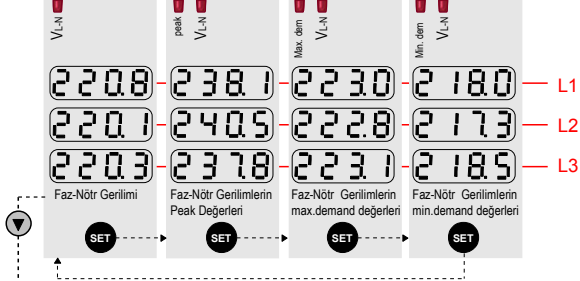 VL-N
peak VL-N
Max. dem VL-N
Min. dem VL-N
220.8 238.1 223.0 218.0 L1
220.1 240.5 222.8 217.3 L2
220.3 237.8 223.1 218.5 L3
Faz-Nötr Gerilimi
Faz-Nötr Gerilimlerin
Peak Değerleri
Faz-Nötr Gerilimlerin
max.demand değerleri
Faz-Nötr Gerilimlerin
min.demand değerleri
SET SET SET SET